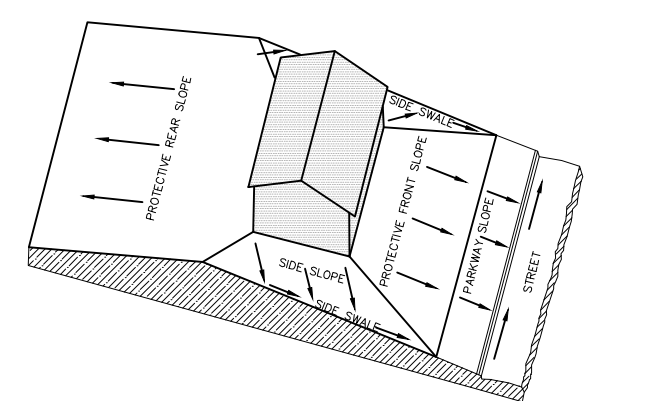 SIDE SWALE
PROTECTIVE REAR SLOPE
PROTECTIVE FRONT SLOPE
PARKWAY SLOPE
STREET
SIDE SLOPE
SIDE SWALE